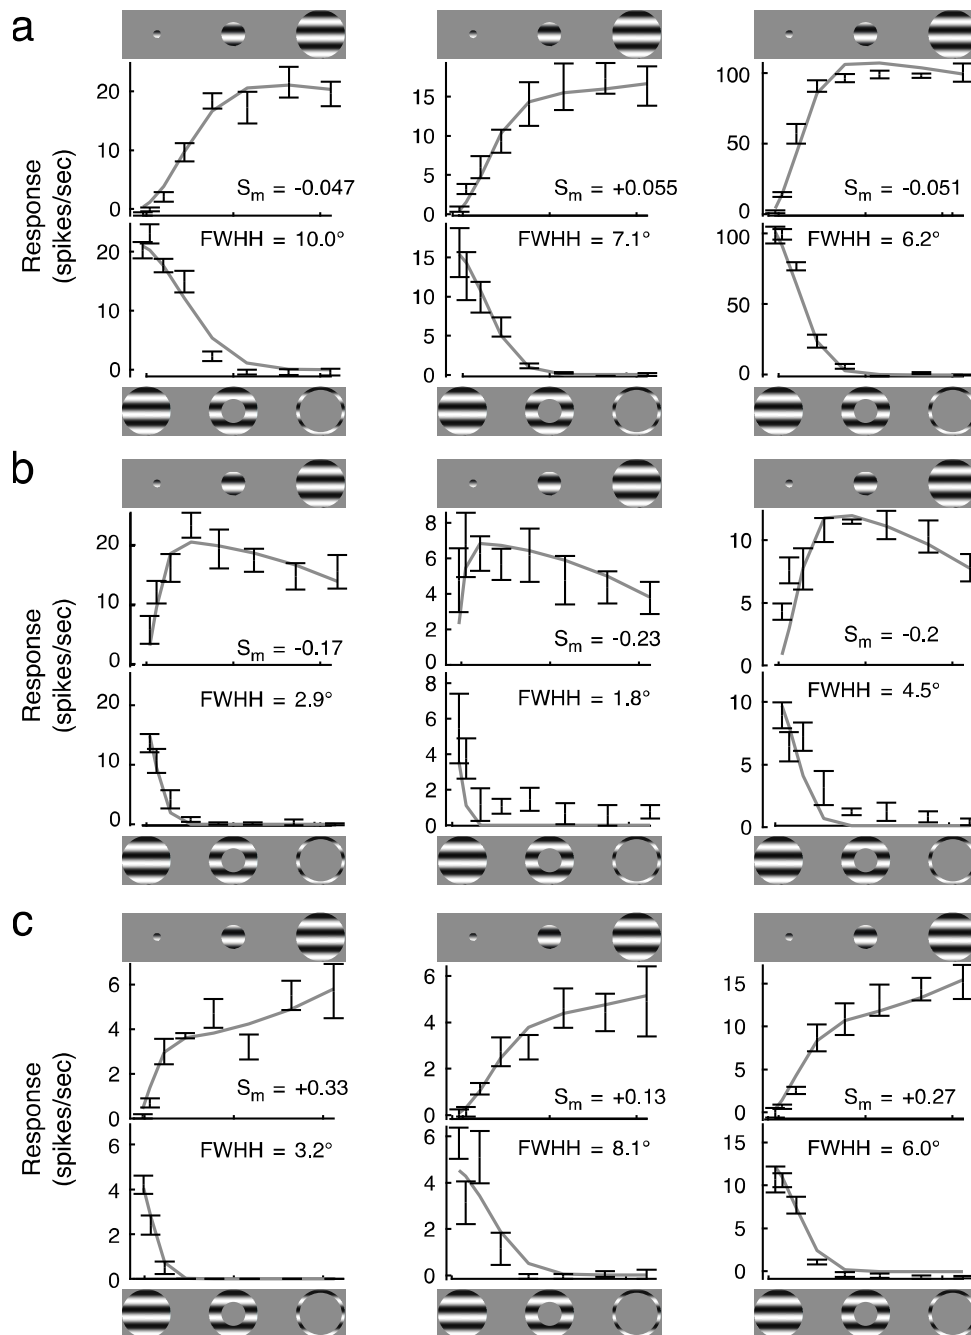 a
20
10
0
S_m = -0.047
15
10
5
0
S_m = +0.055
100
50
0
S_m = -0.051
Response
(spikes/sec)
20
10
0
FWHH = 10.0°
15
10
5
0
FWHH = 7.1°
100
50
0
FWHH = 6.2°
b
20
10
0
S_m = -0.17
8
6
4
2
0
S_m = -0.23
10
5
0
S_m = -0.2
Response
(spikes/sec)
20
10
0
FWHH = 2.9°
8
6
4
2
0
FWHH = 1.8°
10
5
0
FWHH = 4.5°
c
6
4
2
0
S_m = +0.33
6
4
2
0
S_m = +0.13
15
10
5
0
S_m = +0.27
Response
(spikes/sec)
6
4
2
0
FWHH = 3.2°
6
4
2
0
FWHH = 8.1°
15
10
5
0
FWHH = 6.0°